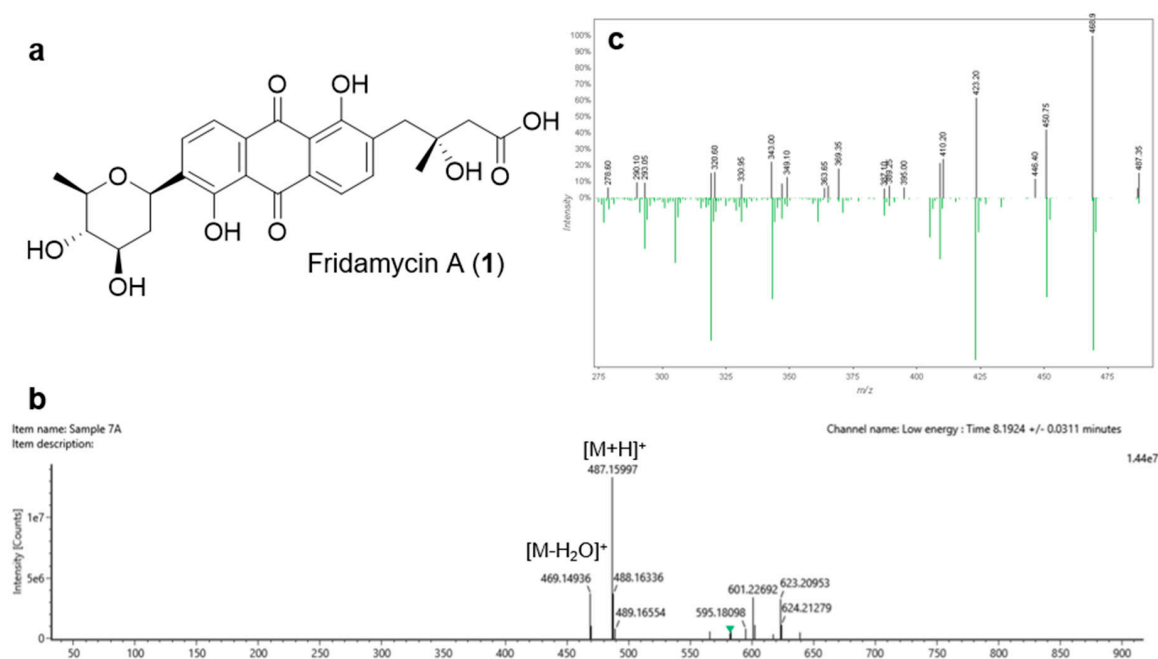 a
O
OH
OH
O
OH
O
HO
OH
OH
O
O
Fridamycin A (1)
c
100%
90%
80%
70%
60%
50%
40%
30%
20%
10%
0%
Intensity
278.60
290.10
293.05
320.60
330.95
343.00
349.10
363.65
369.35
387.10
389.25
395.00
410.20
423.20
446.40
450.75
468.9
487.35
275
300
325
350
375
400
425
450
475
m/z
b
Item name: Sample 7A
Item description:
Channel name: Low energy : Time 8.1924 +/- 0.0311 minutes
1.44e7
Intensity [Counts]
1e7
5e6
0
[M+H]+
487.15997
[M-H2O]+
469.14936
488.16336
489.16554
595.18098
601.22692
623.20953
624.21279
50
100
150
200
250
300
350
400
450
500
550
600
650
700
750
800
850
900